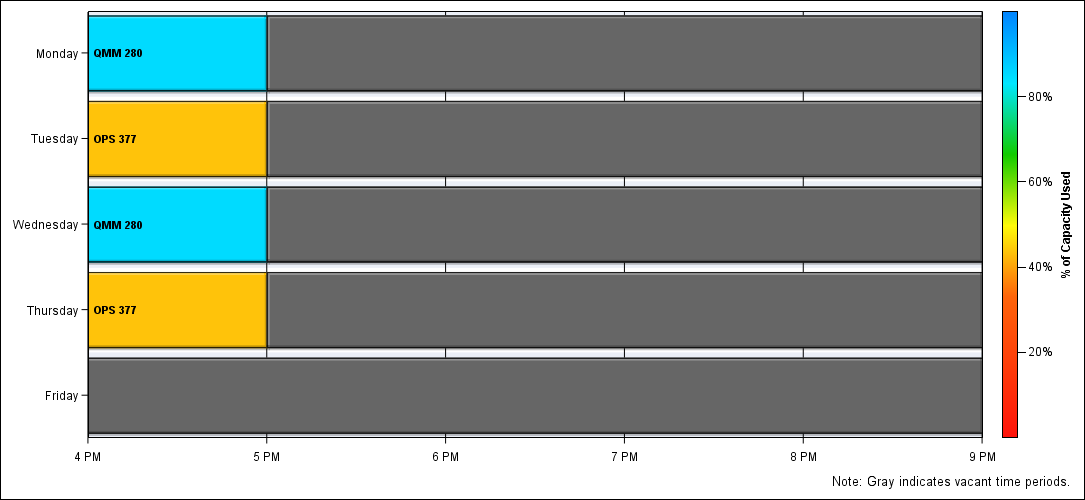 Monday
QMM 280
Tuesday
OPS 377
Wednesday
QMM 280
Thursday
OPS 377
Friday
4 PM
5 PM
6 PM
7 PM
8 PM
9 PM
80%
60%
40%
20%
% of Capacity Used
Note: Gray indicates vacant time periods.